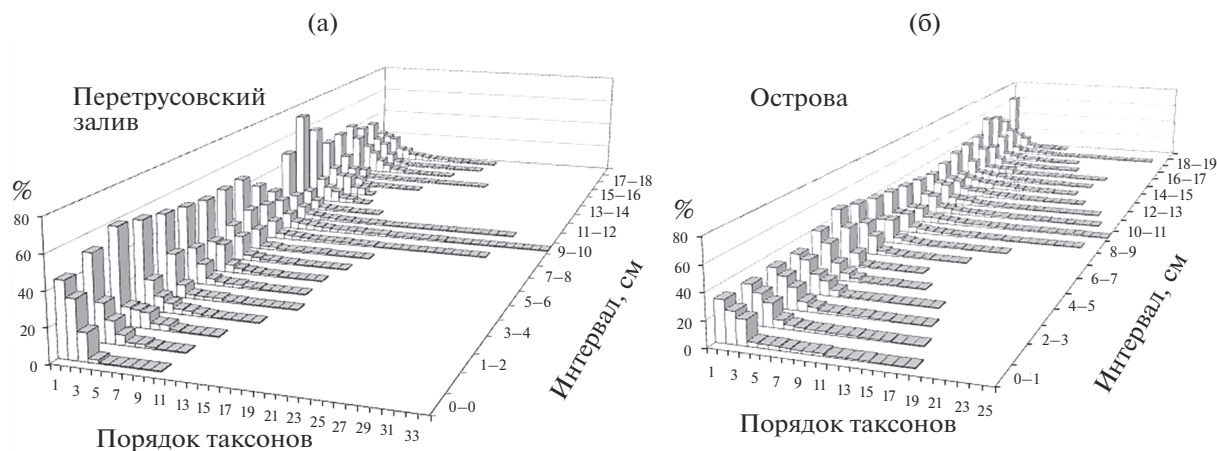 (а)
Перетрусовский
залив
%
80
60
40
20
0
1 3 5 7 9 11 13 15 17 19 21 23 25 27 29 31 33
Порядок таксонов
0–0
1–2
3–4
5–6
7–8
9–10
11–12
13–14
15–16
17–18
Интервал, см
(б)
Острова
%
80
60
40
20
0
1 3 5 7 9 11 13 15 17 19 21 23 25
Порядок таксонов
0–1
2–3
4–5
6–7
8–9
10–11
12–13
14–15
16–17
18–19
Интервал, см